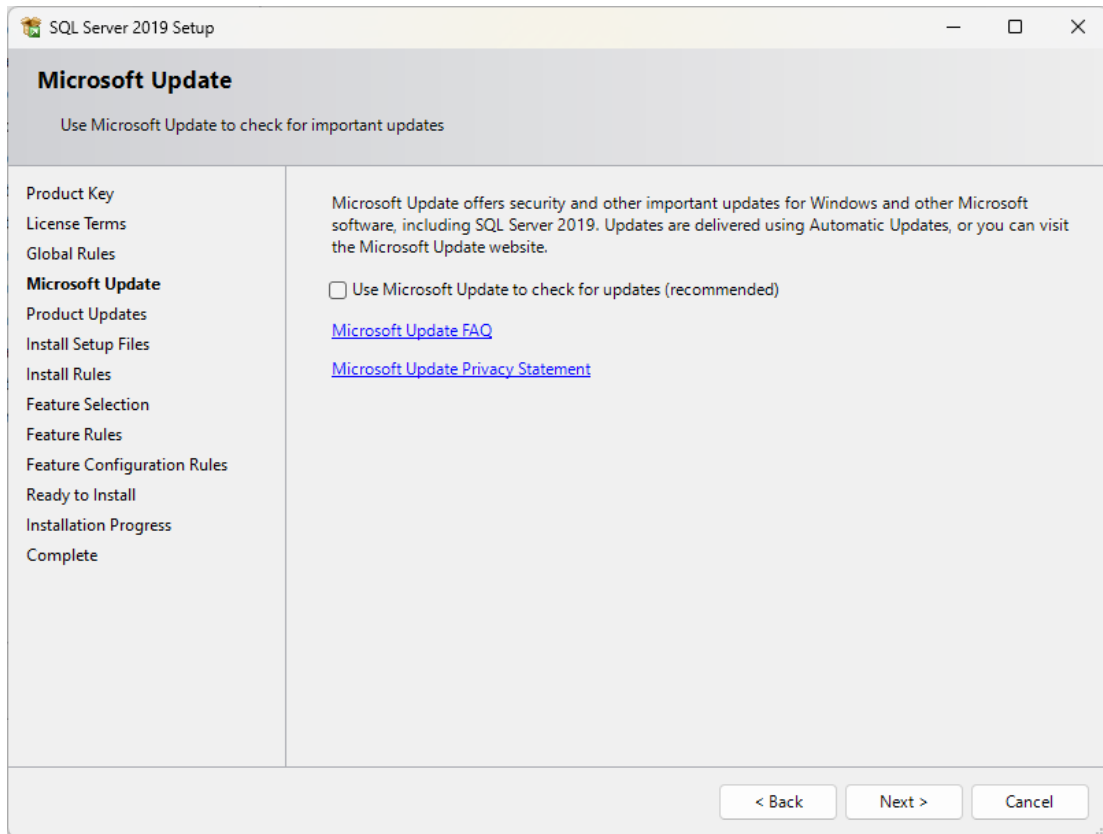 SQL Server 2019 Setup
Microsoft Update
Use Microsoft Update to check for important updates
Product Key
License Terms
Global Rules
Microsoft Update
Product Updates
Install Setup Files
Install Rules
Feature Selection
Feature Rules
Feature Configuration Rules
Ready to Install
Installation Progress
Complete
Microsoft Update offers security and other important updates for Windows and other Microsoft
software, including SQL Server 2019. Updates are delivered using Automatic Updates, or you can visit
the Microsoft Update website.
Use Microsoft Update to check for updates (recommended)
Microsoft Update FAQ
Microsoft Update Privacy Statement
< Back
Next >
Cancel